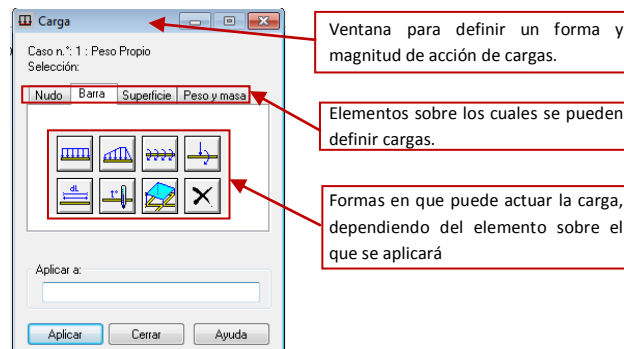 Carga
Caso n.°: 1 : Peso Propio
Selección:
Nudo Barra Superficie Peso y masa
dL
t°
Aplicar a:
Aplicar Cerrar Ayuda
Ventana para definir un forma y
magnitud de acción de cargas.
Elementos sobre los cuales se pueden
definir cargas.
Formas en que puede actuar la carga,
dependiendo del elemento sobre el
que se aplicará